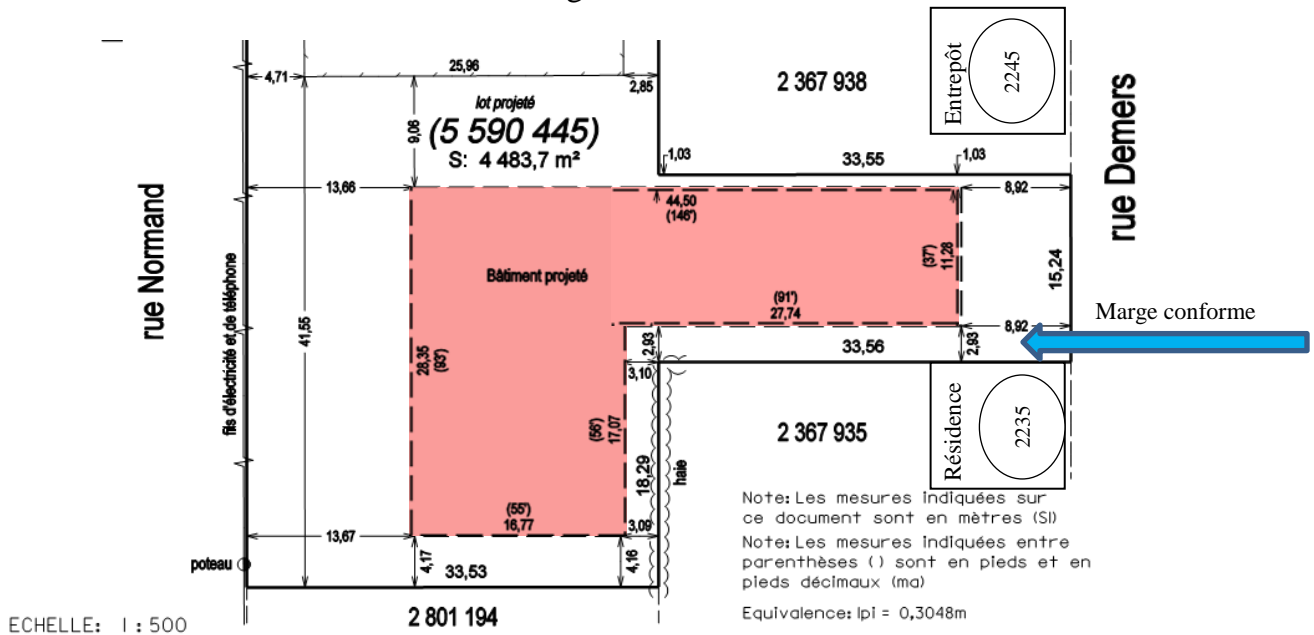 4,71
25,96
2,85
lot projeté
(5 590 445)
S: 4 483,7 m²
9,06
2 367 938
Entrepôt
2245
rue Demers
1,03
33,55
1,03
rue Normand
13,66
44,50
(146')
8,92
fils d'électricité et de téléphone
41,55
Bâtiment projeté
(37')
11,28
15,24
(91')
27,74
8,92
Marge conforme
28,35
(93')
2,93
33,56
2,93
3,10
(56')
17,07
18,29
haie
2 367 935
Résidence
2235
(55')
16,77
13,67
3,09
4,17
4,16
33,53
poteau
2 801 194
ECHELLE: 1:500
Note: Les mesures indiquées sur
ce document sont en mètres (SI)
Note: Les mesures indiquées entre
parenthèses () sont en pieds et en
pieds décimaux (ma)
Equivalence: 1pi = 0,3048m